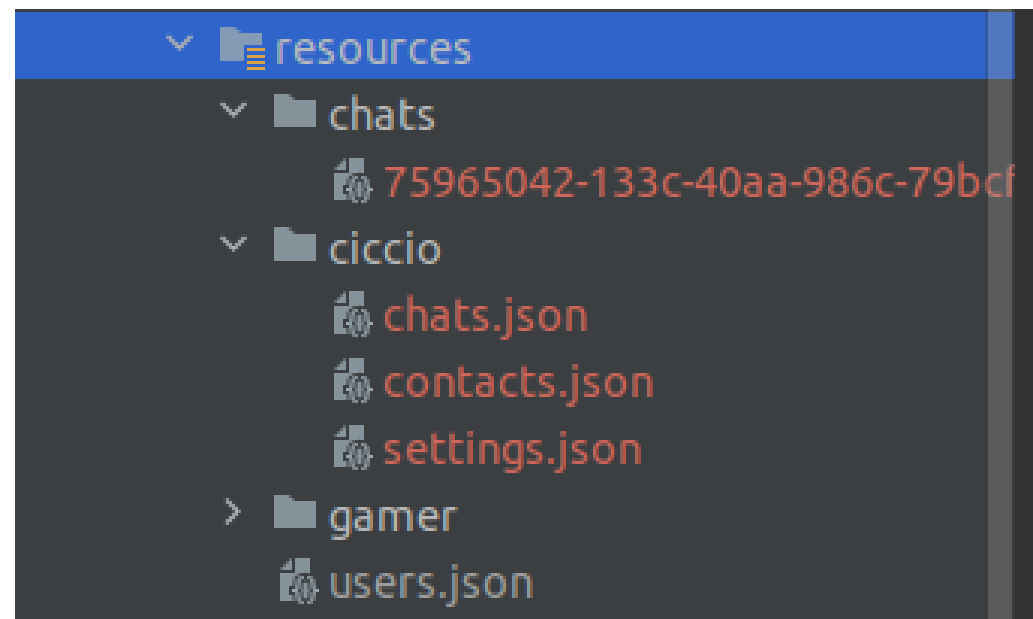 resources
chats
75965042-133c-40aa-986c-79bcf
ciccio
chats.json
contacts.json
settings.json
gamer
users.json